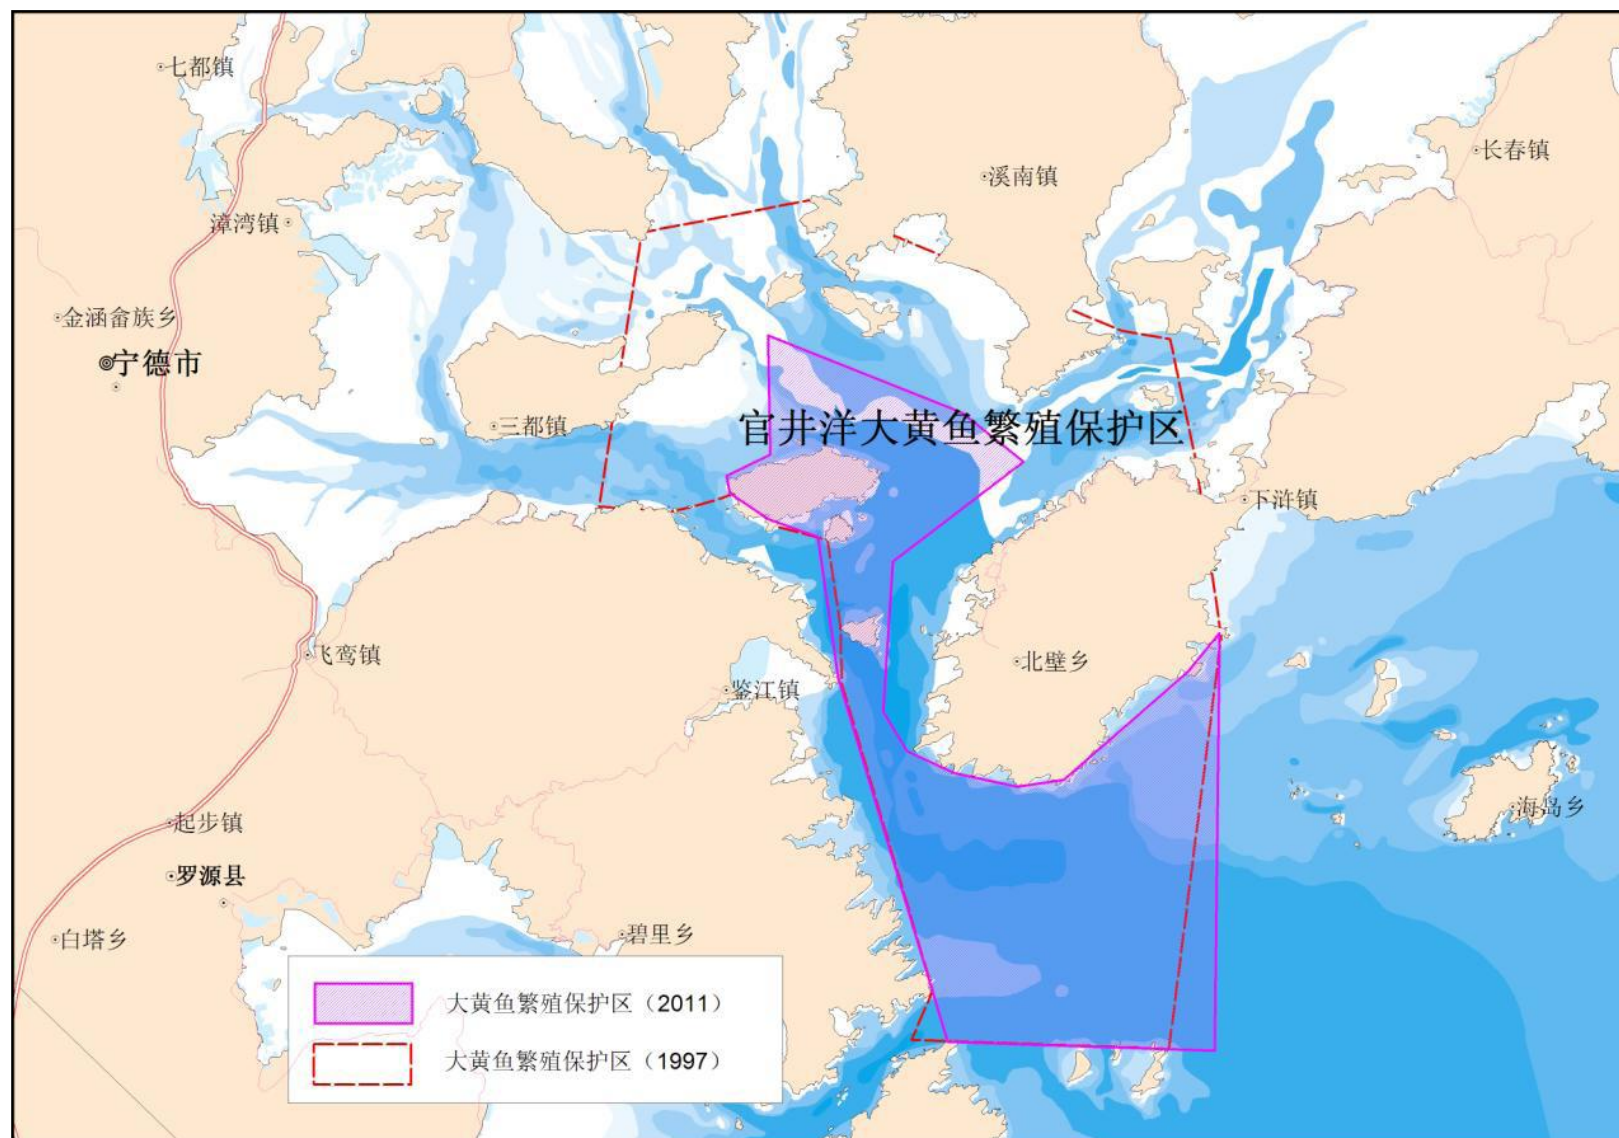 七都镇
长春镇
溪南镇
漳湾镇
金涵畲族乡
宁德市
三都镇
官井洋大黄鱼繁殖保护区
下浒镇
飞鸾镇
北壁乡
鉴江镇
海岛乡
起步镇
罗源县
白塔乡
碧里乡
大黄鱼繁殖保护区（2011）
大黄鱼繁殖保护区（1997）